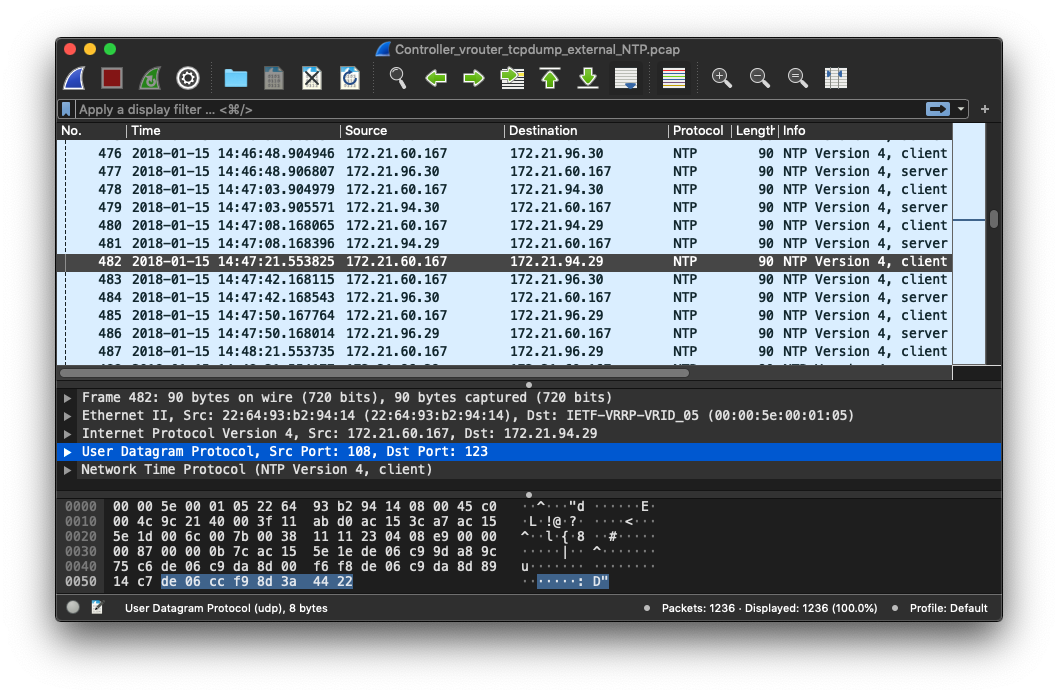 Controller_vrouter_tcpdump_external_NTP.pcap
Apply a display filter ... <⌘/>
+
No. Time Source Destination Protocol Length Info
476 2018-01-15 14:46:48.904946 172.21.60.167 172.21.96.30 NTP 90 NTP Version 4, client
477 2018-01-15 14:46:48.906807 172.21.96.30 172.21.60.167 NTP 90 NTP Version 4, server
478 2018-01-15 14:47:03.904979 172.21.60.167 172.21.94.30 NTP 90 NTP Version 4, client
479 2018-01-15 14:47:03.905571 172.21.94.30 172.21.60.167 NTP 90 NTP Version 4, server
480 2018-01-15 14:47:08.168065 172.21.60.167 172.21.94.29 NTP 90 NTP Version 4, client
481 2018-01-15 14:47:08.168396 172.21.94.29 172.21.60.167 NTP 90 NTP Version 4, server
482 2018-01-15 14:47:21.553825 172.21.60.167 172.21.94.29 NTP 90 NTP Version 4, client
483 2018-01-15 14:47:42.168115 172.21.60.167 172.21.96.30 NTP 90 NTP Version 4, client
484 2018-01-15 14:47:42.168543 172.21.96.30 172.21.60.167 NTP 90 NTP Version 4, server
485 2018-01-15 14:47:50.167764 172.21.60.167 172.21.96.29 NTP 90 NTP Version 4, client
486 2018-01-15 14:47:50.168014 172.21.96.29 172.21.60.167 NTP 90 NTP Version 4, server
487 2018-01-15 14:48:21.553735 172.21.60.167 172.21.96.29 NTP 90 NTP Version 4, client
Frame 482: 90 bytes on wire (720 bits), 90 bytes captured (720 bits)
Ethernet II, Src: 22:64:93:b2:94:14 (22:64:93:b2:94:14), Dst: IETF-VRRP-VRID_05 (00:00:5e:00:01:05)
Internet Protocol Version 4, Src: 172.21.60.167, Dst: 172.21.94.29
User Datagram Protocol, Src Port: 108, Dst Port: 123
Network Time Protocol (NTP Version 4, client)
0000 00 00 5e 00 01 05 22 64 93 b2 94 14 08 00 45 c0 ··^···"d ······E·
0010 00 4c 9c 21 40 00 3f 11 ab d0 ac 15 3c a7 ac 15 ·L·!@·?· ····<···
0020 5e 1d 00 6c 00 7b 00 38 11 11 23 04 08 e9 00 00 ^··l·{·8 ··#·····
0030 00 87 00 00 0b 7c ac 15 5e 1e de 06 c9 9d a8 9c ·····|·· ^·······
0040 75 c6 de 06 c9 da 8d 00 f6 f8 de 06 c9 da 8d 89 u······· ········
0050 14 c7 de 06 cc f9 8d 3a 44 22 ·······: D"
User Datagram Protocol (udp), 8 bytes Packets: 1236 · Displayed: 1236 (100.0%) Profile: Default